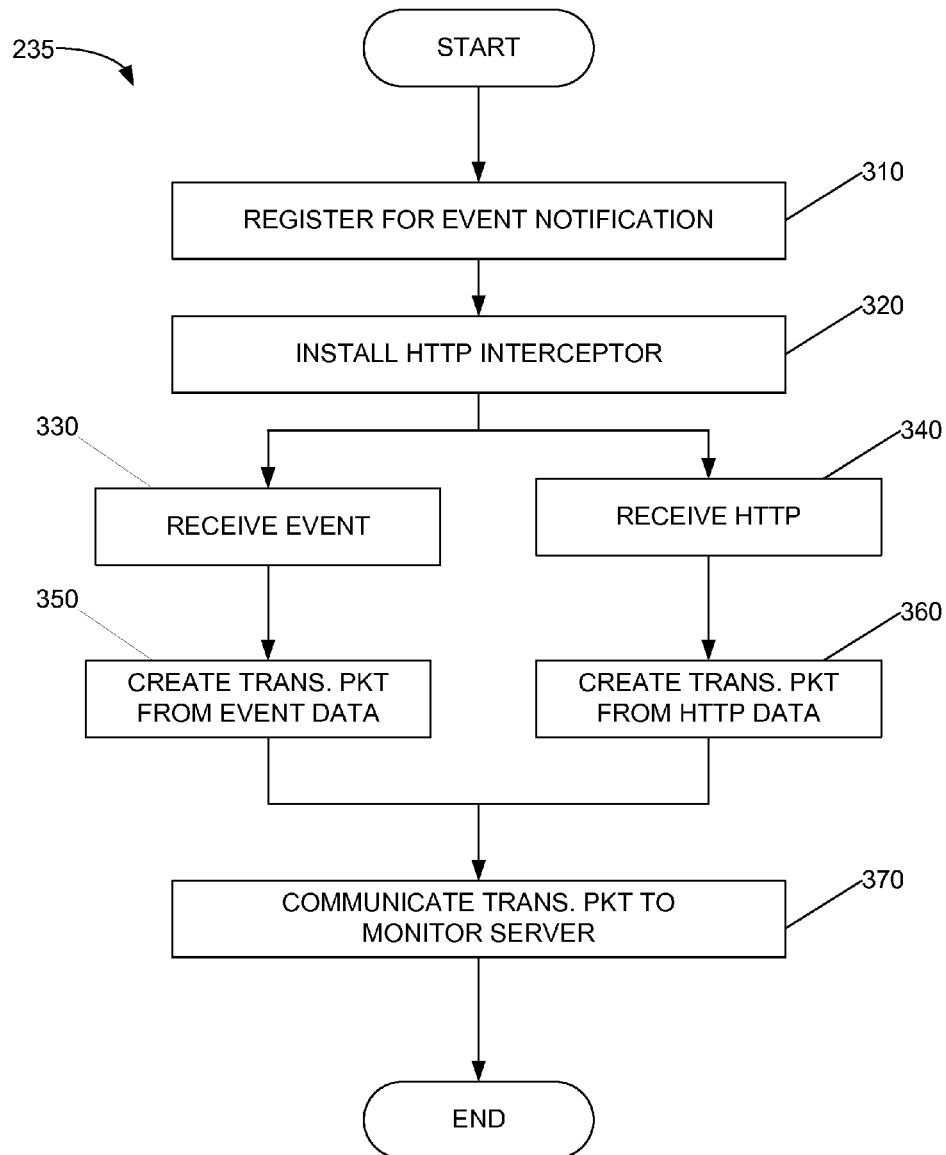 235
START
310
REGISTER FOR EVENT NOTIFICATION
320
INSTALL HTTP INTERCEPTOR
330
340
RECEIVE EVENT
RECEIVE HTTP
350
360
CREATE TRANS. PKT
FROM EVENT DATA
CREATE TRANS. PKT
FROM HTTP DATA
370
COMMUNICATE TRANS. PKT TO
MONITOR SERVER
END